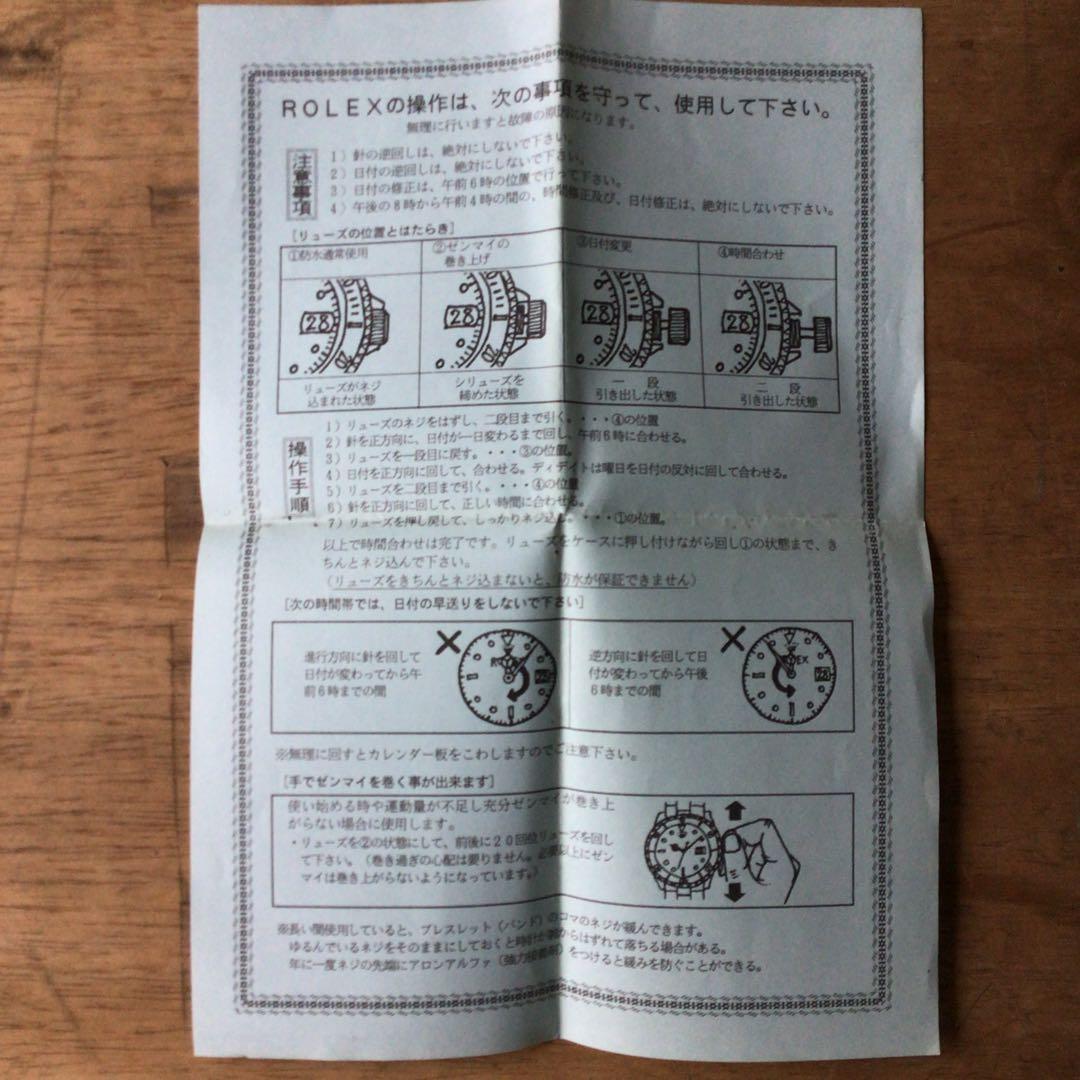 ROLEXの操作は、次の事項を守って、使用して下さい。
無理に行いますと故障の原因になります。
注意事項
1）針の逆回しは、絶対にしないで下さい。
2）日付の逆回しは、絶対にしないで下さい。
3）日付の修正は、午前6時の位置で行って下さい。
4）午後の8時から午前4時の間の、時間修正及び、日付修正は、絶対にしないで下さい。
［リューズの位置とはたらき］
①防水通常使用
②ゼンマイの
巻き上げ
③日付変更
④時間合わせ
28
28
28
28
リューズがネジ
込まれた状態
シリューズを
締めた状態
一　段
引き出した状態
二　段
引き出した状態
操作手順
1）リューズのネジをはずし、二段目まで引く。・・・④の位置
2）針を正方向に、日付が一日変わるまで回し、午前6時に合わせる。
3）リューズを一段目に戻す。・・・③の位置。
4）日付を正方向に回して、合わせる。ディデイトは曜日を日付の反対に回して合わせる。
5）リューズを二段目まで引く。・・・④の位置
6）針を正方向に回して、正しい時間に合わせる。
7）リューズを押し戻して、しっかりネジ込む。・・・①の位置。
以上で時間合わせは完了です。リューズをケースに押し付けながら回し①の状態まで、き
ちんとネジ込んで下さい。
（リューズをきちんとネジ込まないと、防水が保証できません）
［次の時間帯では、日付の早送りをしないで下さい］
進行方向に針を回して
日付が変わってから午
前6時までの間
28
逆方向に針を回して日
付が変わってから午後
6時までの間
28
※無理に回すとカレンダー板をこわしますのでご注意下さい。
［手でゼンマイを巻く事が出来ます］
使い始める時や運動量が不足し充分ゼンマイが巻き上
がらない場合に使用します。
・リューズを②の状態にして、前後に20回位リューズを回し
て下さい。（巻き過ぎの心配は要りません。必要以上にゼン
マイは巻き上がらないようになっています。）
※長い間使用していると、ブレスレット（バンド）のコマのネジが緩んできます。
ゆるんでいるネジをそのままにしておくと時計が腕からはずれて落ちる場合がある。
年に一度ネジの先端にアロンアルファ（強力接着剤）をつけると緩みを防ぐことができる。